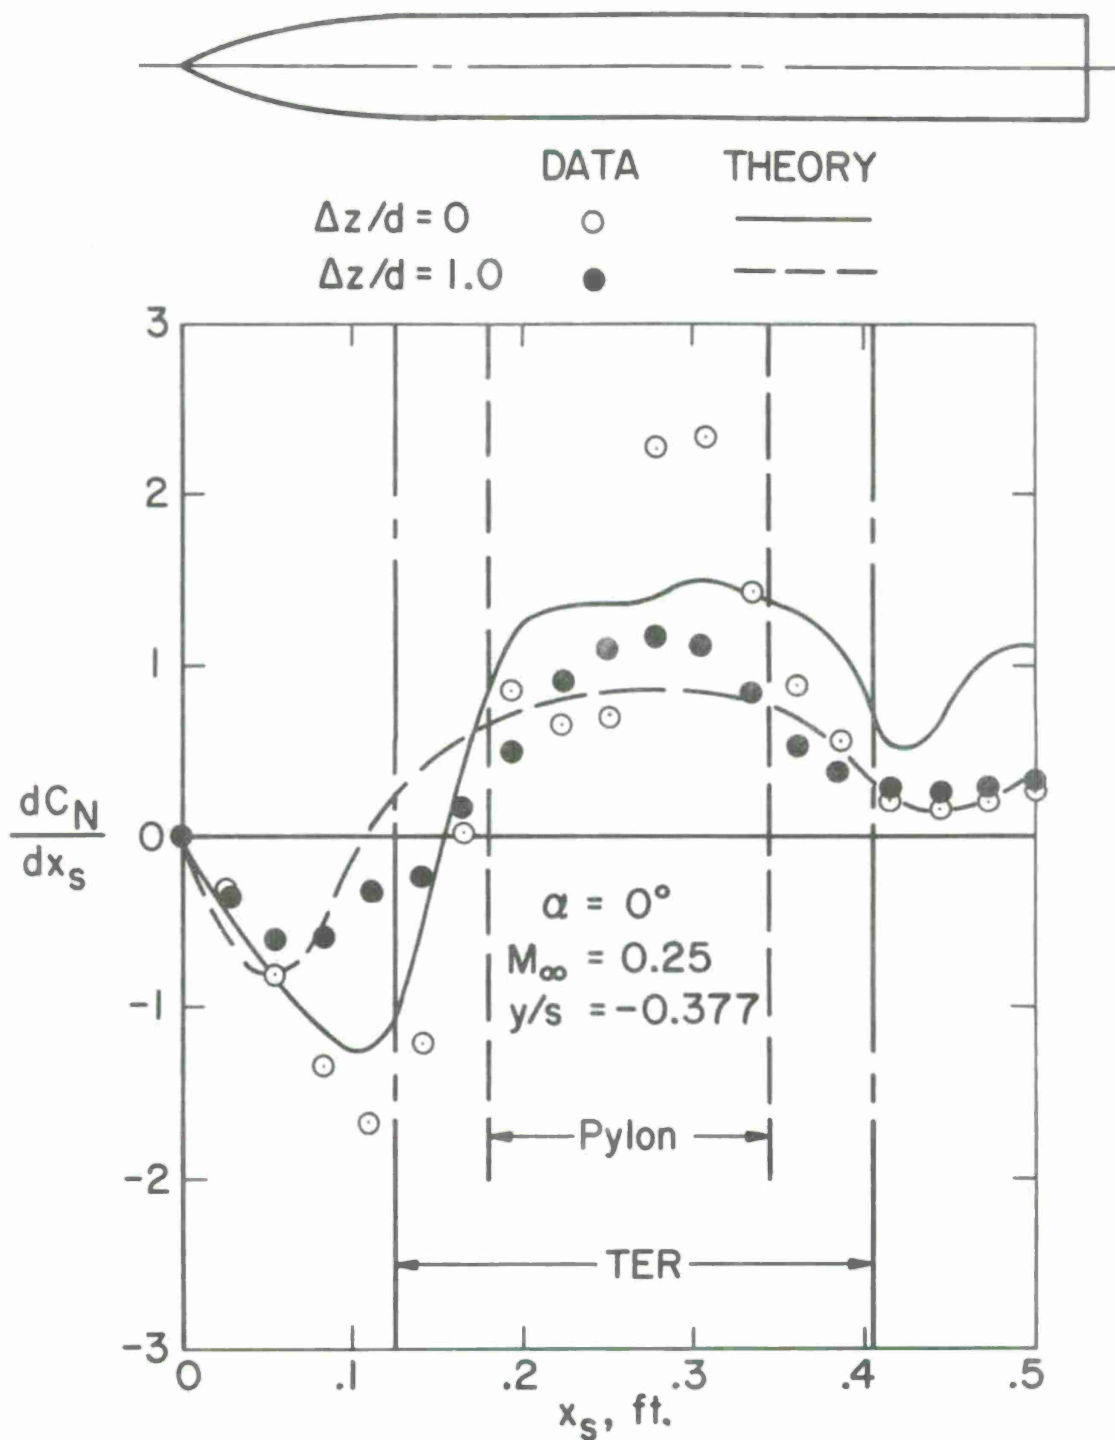 DATA THEORY
Δz/d = 0
Δz/d = 1.0
3
2
1
0
-1
-2
-3
dC_N
dx_s
α = 0°
M_∞ = 0.25
y/s = -0.377
Pylon
TER
0 .1 .2 .3 .4 .5
x_s, ft.